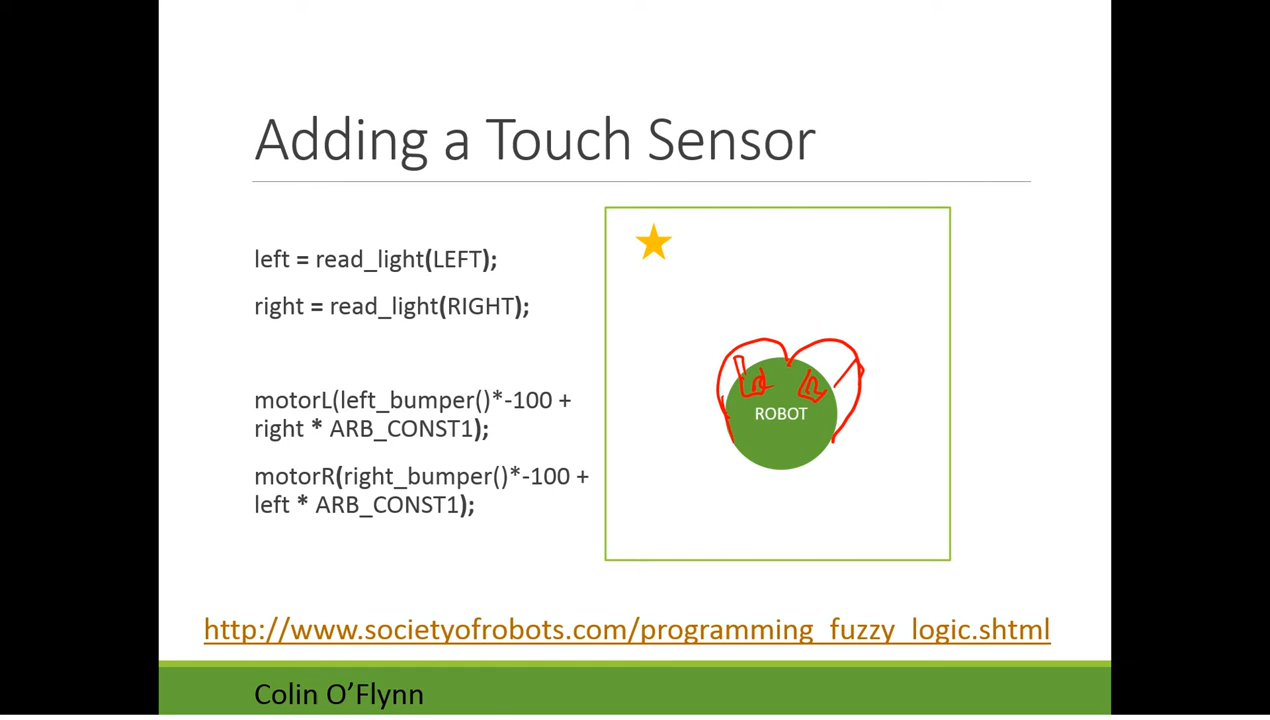 Adding a Touch Sensor
left = read_light(LEFT);
right = read_light(RIGHT);
motorL(left_bumper()*-100 +
right * ARB_CONST1);
motorR(right_bumper()*-100 +
left * ARB_CONST1);
ROBOT
http://www.societyofrobots.com/programming_fuzzy_logic.shtml
Colin O’Flynn